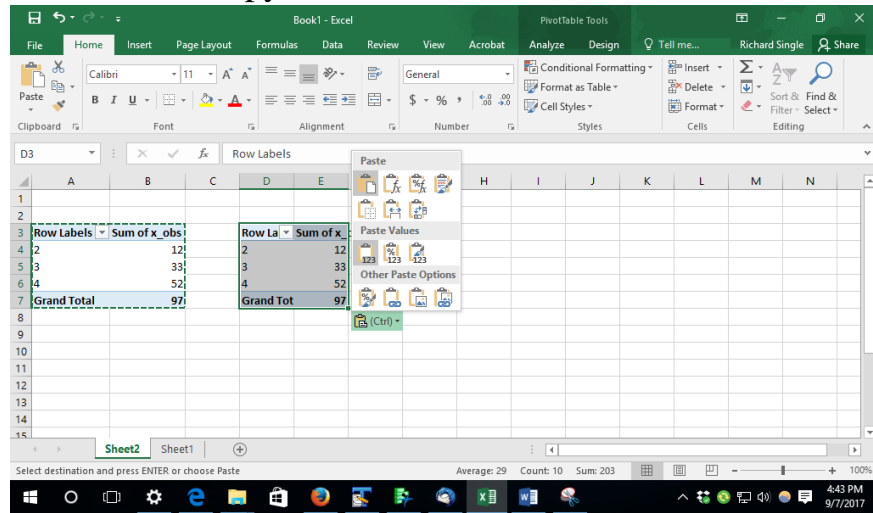 Book1 - Excel
PivotTable Tools
File Home Insert Page Layout Formulas Data Review View Acrobat Analyze Design Tell me... Richard Single Share
Paste
Calibri 11 A A
B I U A
General
$ % ,
Conditional Formatting
Format as Table
Cell Styles
Insert
Delete
Format
Sort & Filter
Find & Select
Clipboard Font Alignment Number Styles Cells Editing
D3 fx Row Labels
A B C D E H I J K L M N
1
2
3 Row Labels Sum of x_obs Row La Sum of x_
4 2 12 2 12
5 3 33 3 33
6 4 52 4 52
7 Grand Total 97 Grand Tot 97
8
9
10
11
12
13
14
15
Paste
Paste Values
123 123 123
Other Paste Options
(Ctrl)
Sheet2 Sheet1
Select destination and press ENTER or choose Paste Average: 29 Count: 10 Sum: 203 100%
4:43 PM
9/7/2017